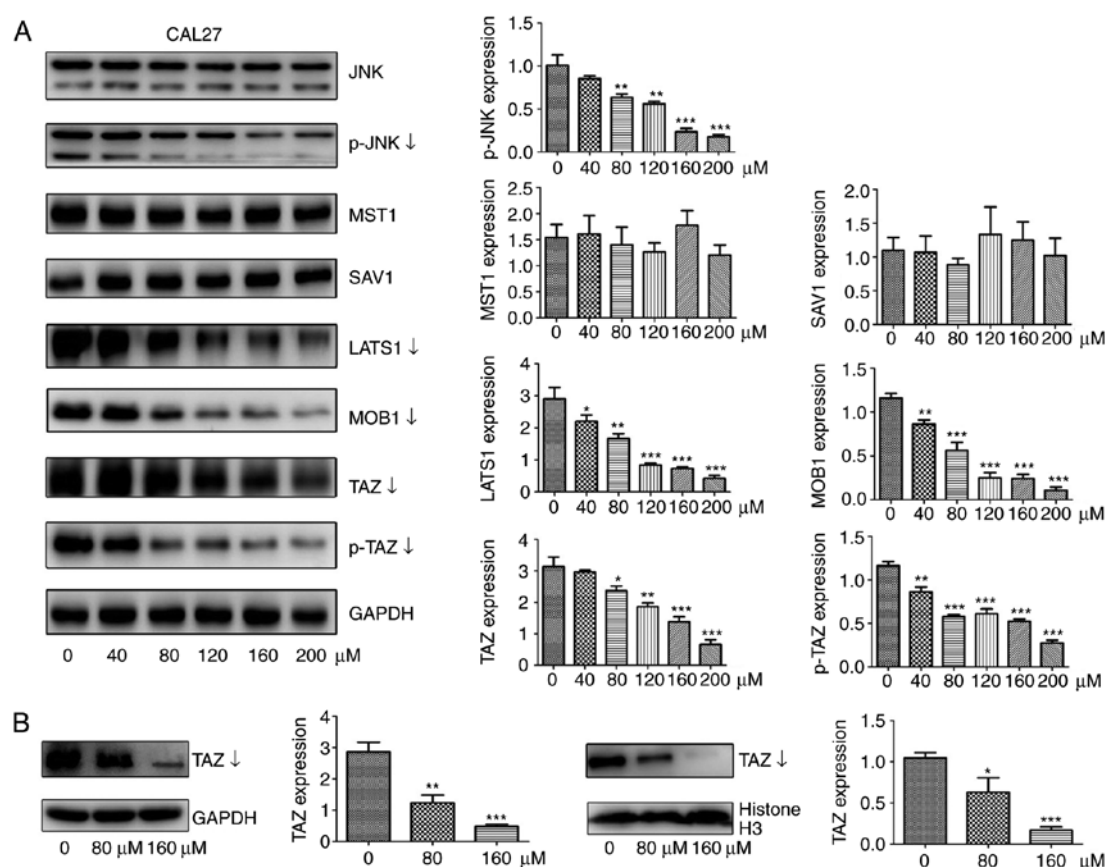 A
CAL27
JNK
p-JNK ↓
MST1
SAV1
LATS1 ↓
MOB1 ↓
TAZ ↓
p-TAZ ↓
GAPDH
0 40 80 120 160 200 μM
p-JNK expression
1.5
1.0
0.5
0.0
** ** *** ***
0 40 80 120 160 200 μM
MST1 expression
2.5
2.0
1.5
1.0
0.5
0.0
0 40 80 120 160 200 μM
SAV1 expression
2.0
1.5
1.0
0.5
0.0
0 40 80 120 160 200 μM
LATS1 expression
4
3
2
1
0
* ** *** *** ***
0 40 80 120 160 200 μM
MOB1 expression
1.5
1.0
0.5
0.0
** *** *** *** ***
0 40 80 120 160 200 μM
TAZ expression
4
3
2
1
0
* ** *** ***
0 40 80 120 160 200 μM
p-TAZ expression
1.5
1.0
0.5
0.0
** *** *** *** ***
0 40 80 120 160 200 μM
B
TAZ ↓
GAPDH
0 80 μM 160 μM
TAZ expression
4
3
2
1
0
** ***
0 80 160 μM
TAZ ↓
Histone
H3
0 80 μM 160 μM
TAZ expression
1.5
1.0
0.5
0.0
* ***
0 80 160 μM